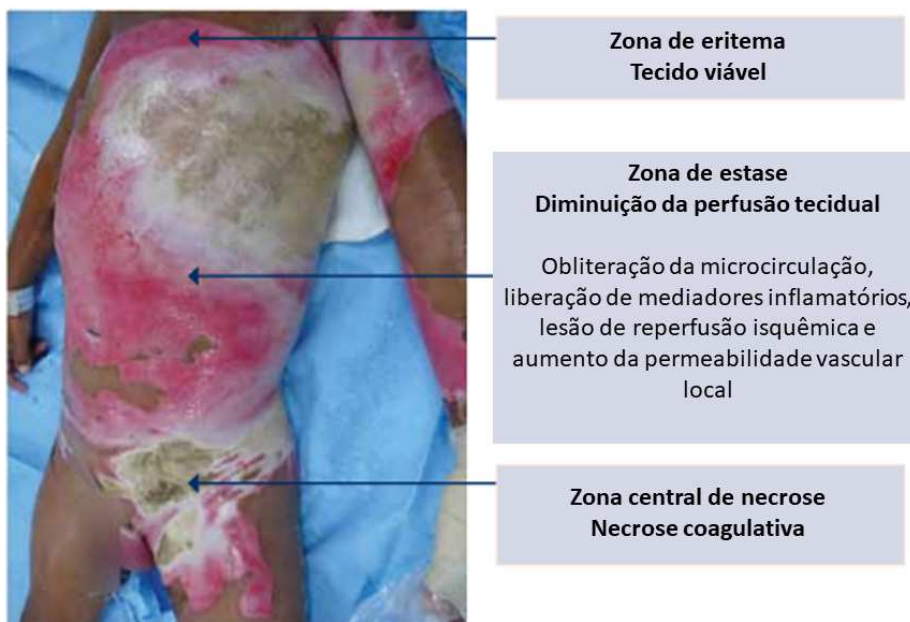 Zona de eritema
Tecido viável
Zona de estase
Diminuição da perfusão tecidual
Obliteração da microcirculação,
liberação de mediadores inflamatórios,
lesão de reperfusão isquêmica e
aumento da permeabilidade vascular
local
Zona central de necrose
Necrose coagulativa